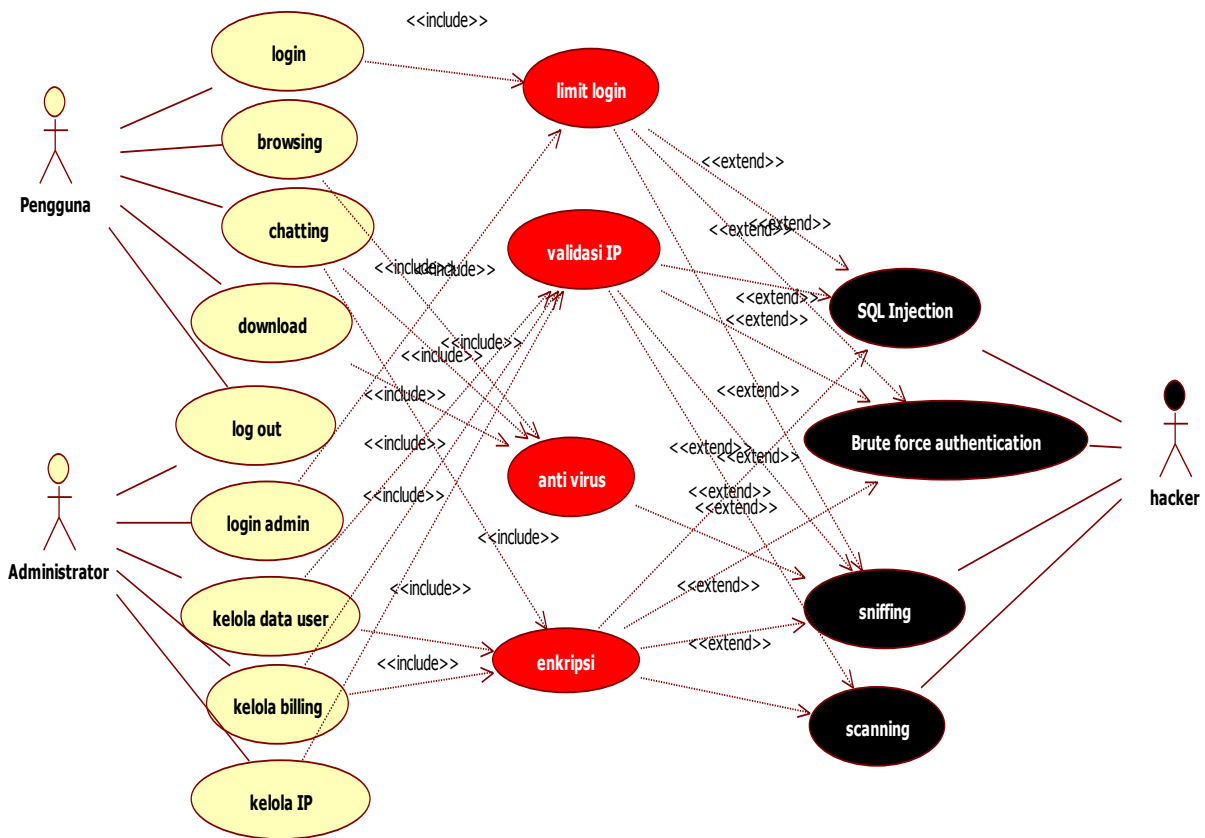 <<include>>
login
limit login
browsing
<<extend>>
Pengguna
chatting
<<extend>>
<<extend>>
validasi IP
<<include>>
<<include>>
<<extend>>
SQL Injection
download
<<extend>>
<<include>>
<<include>>
<<include>>
<<extend>>
log out
<<include>>
<<extend>>
<<extend>>
Brute force authentication
anti virus
<<include>>
<<extend>>
<<extend>>
hacker
login admin
<<include>>
Administrator
kelola data user
<<include>>
<<extend>>
sniffing
<<extend>>
enkripsi
<<include>>
kelola billing
scanning
kelola IP